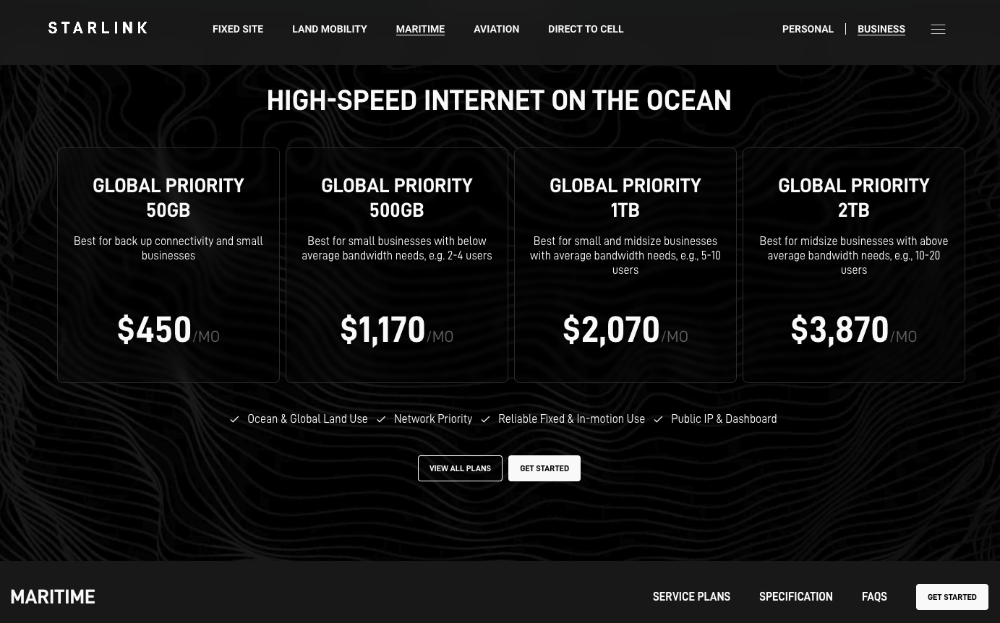 STARLINK
FIXED SITE LAND MOBILITY MARITIME AVIATION DIRECT TO CELL PERSONAL BUSINESS
HIGH-SPEED INTERNET ON THE OCEAN
GLOBAL PRIORITY
50GB
Best for back up connectivity and small
businesses
$450/MO
GLOBAL PRIORITY
500GB
Best for small businesses with below
average bandwidth needs, e.g. 2-4 users
$1,170/MO
GLOBAL PRIORITY
1TB
Best for small and midsize businesses
with average bandwidth needs, e.g., 5-10
users
$2,070/MO
GLOBAL PRIORITY
2TB
Best for midsize businesses with above
average bandwidth needs, e.g., 10-20
users
$3,870/MO
Ocean & Global Land Use Network Priority Reliable Fixed & In-motion Use Public IP & Dashboard
VIEW ALL PLANS GET STARTED
MARITIME SERVICE PLANS SPECIFICATION FAQS GET STARTED